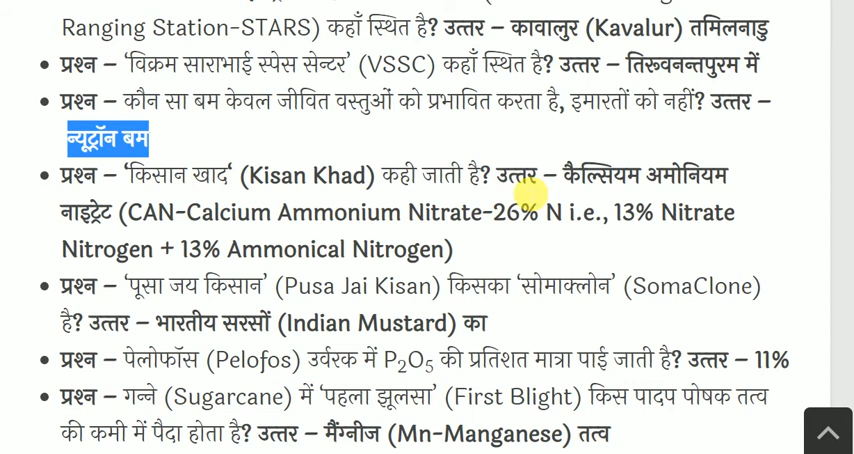 Ranging Station-STARS) कहाँ स्थित है? उत्तर – कावालुर (Kavalur) तमिलनाडु
• प्रश्न – ‘विक्रम साराभाई स्पेस सेन्टर’ (VSSC) कहाँ स्थित है? उत्तर – तिरूवनन्तपुरम में
• प्रश्न – कौन सा बम केवल जीवित वस्तुओं को प्रभावित करता है, इमारतों को नहीं? उत्तर –
न्यूट्रॉन बम
• प्रश्न – ‘किसान खाद‘ (Kisan Khad) कही जाती है? उत्तर – कैल्सियम अमोनियम
नाइट्रेट (CAN-Calcium Ammonium Nitrate-26% N i.e., 13% Nitrate
Nitrogen + 13% Ammonical Nitrogen)
• प्रश्न – ‘पूसा जय किसान’ (Pusa Jai Kisan) किसका ‘सोमाक्लोन’ (SomaClone)
है? उत्तर – भारतीय सरसों (Indian Mustard) का
• प्रश्न – पेलोफॉस (Pelofos) उर्वरक में P₂O₅ की प्रतिशत मात्रा पाई जाती है? उत्तर – 11%
• प्रश्न – गन्ने (Sugarcane) में ‘पहला झूलसा’ (First Blight) किस पादप पोषक तत्व
की कमी में पैदा होता है? उत्तर – मैंग्नीज (Mn-Manganese) तत्व